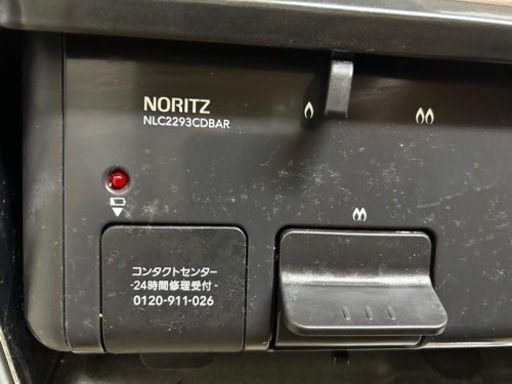 NORITZ
NLC2293CDBAR
コンタクトセンター
-24時間修理受付-
0120-911-026